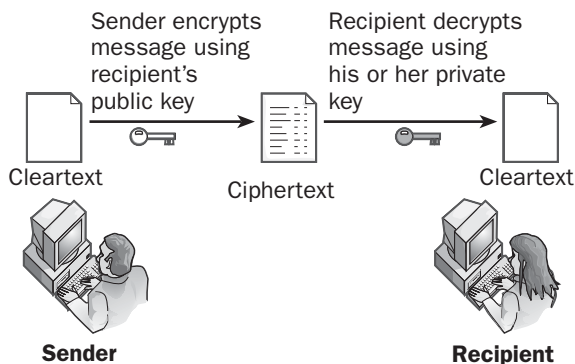 Sender encrypts
message using
recipient's
public key
Recipient decrypts
message using
his or her private
key
Cleartext
Ciphertext
Cleartext
Sender
Recipient